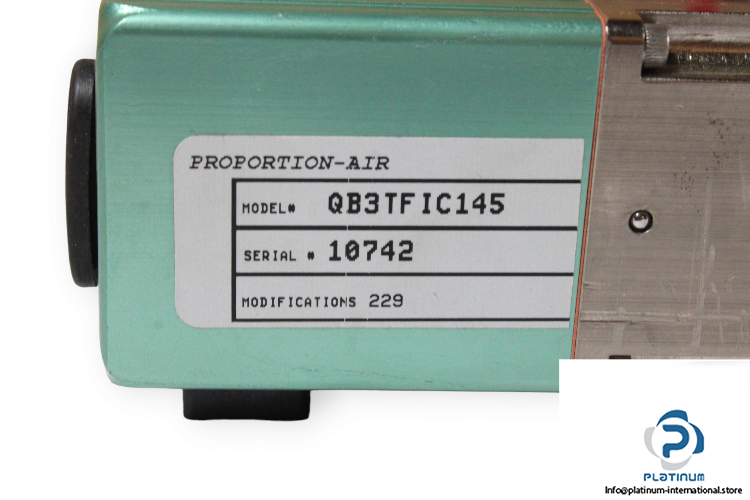 PROPORTION-AIR
MODEL# QB3TFIC145
SERIAL # 10742
MODIFICATIONS 229
PLATINUM
Info@platinum-international.store